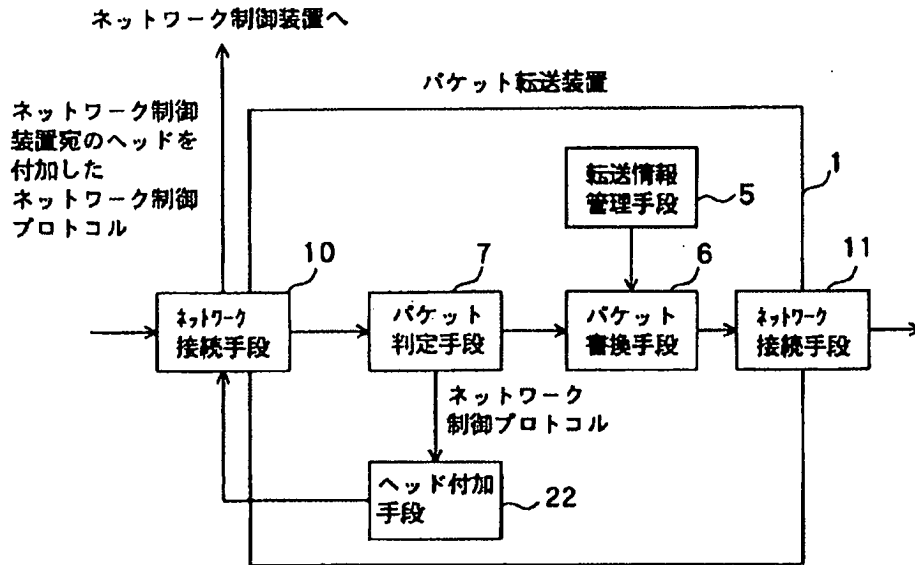 ネットワーク制御装置へ
パケット転送装置
ネットワーク制御
装置宛のヘッドを
付加した
ネットワーク制御
プロトコル
転送情報
管理手段
5
1
10
ネットワーク
接続手段
7
パケット
判定手段
6
パケット
書換手段
11
ネットワーク
接続手段
ネットワーク
制御プロトコル
ヘッド付加
手段
22